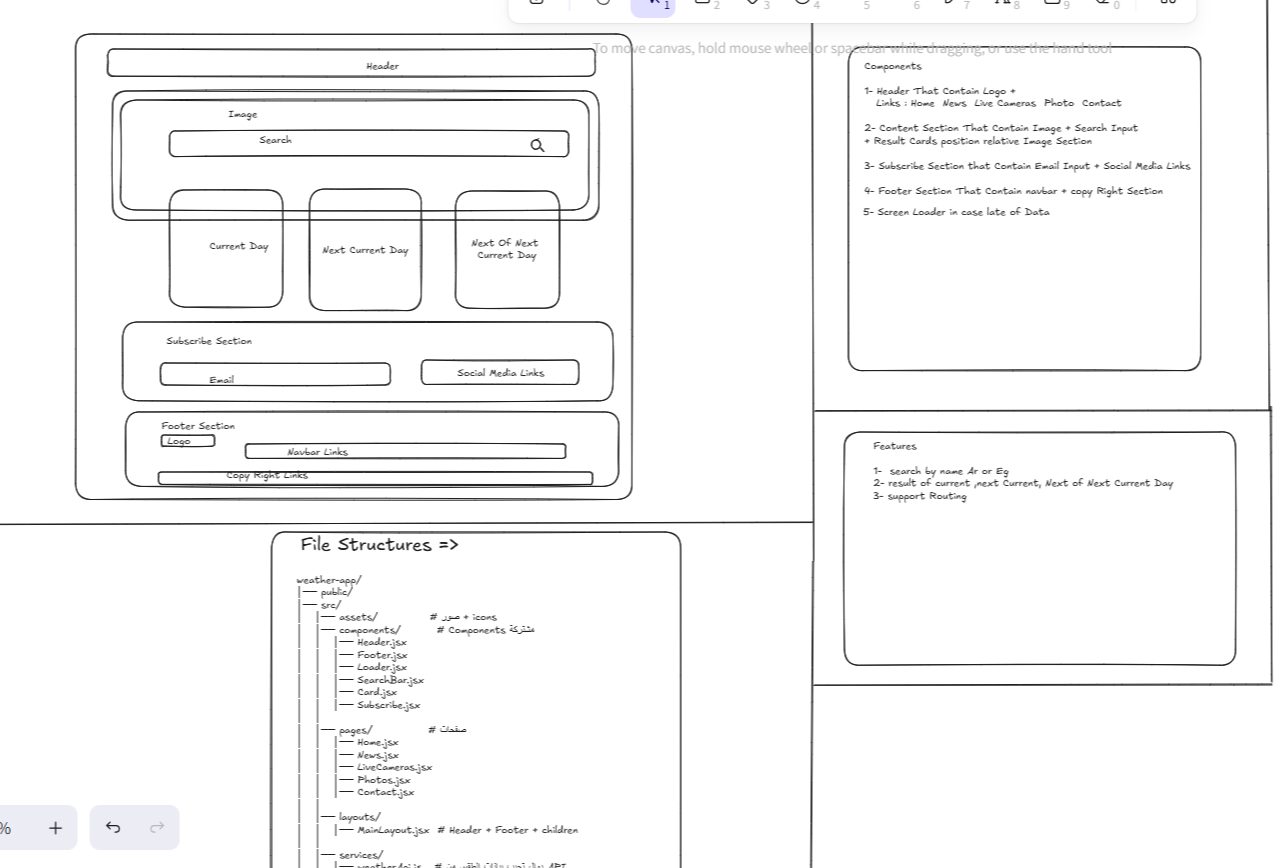 To move canvas, hold mouse wheel or spacebar while dragging, or use the hand tool
1
2
3
4
5
6
7
8
9
0
Header
Image
Search
Current Day
Next Current Day
Next Of Next
Current Day
Subscribe Section
Email
Social Media Links
Footer Section
Logo
Navbar Links
Copy Right Links
Components
1- Header That Contain Logo +
Links : Home News Live Cameras Photo Contact
2- Content Section That Contain Image + Search Input
+ Result Cards position relative Image Section
3- Subscribe Section that Contain Email Input + Social Media Links
4- Footer Section That Contain navbar + copy Right Section
5- Screen Loader in case late of Data
Features
1- search by name Ar or Eg
2- result of current ,next Current, Next of Next Current Day
3- support Routing
File Structures =>
weather-app/
├── public/
├── src/
├── assets/ # صور + icons
├── components/ # Components مشتركة
├── Header.jsx
├── Footer.jsx
├── Loader.jsx
├── SearchBar.jsx
├── Card.jsx
├── Subscribe.jsx
├── pages/ # صفحات
├── Home.jsx
├── News.jsx
├── LiveCameras.jsx
├── Photos.jsx
├── Contact.jsx
├── layouts/
├── MainLayout.jsx # Header + Footer + children
├── services/
%